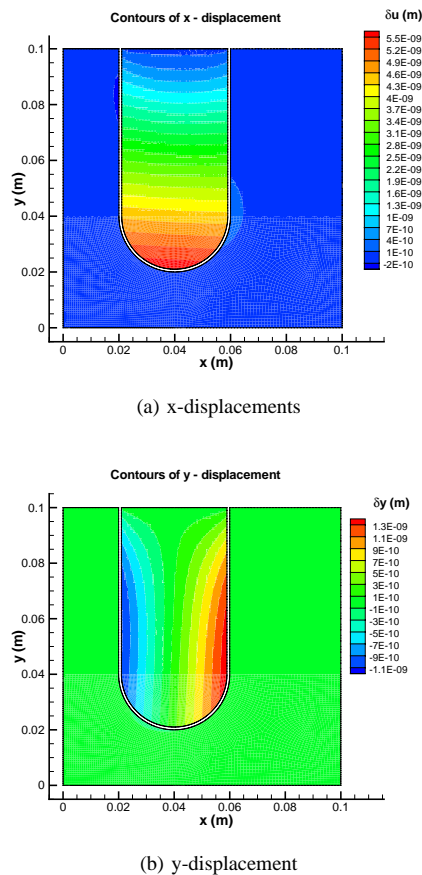 Contours of x - displacement
δu (m)
5.5E-09
5.2E-09
4.9E-09
4.6E-09
4.3E-09
4E-09
3.7E-09
3.4E-09
3.1E-09
2.8E-09
2.5E-09
2.2E-09
1.9E-09
1.6E-09
1.3E-09
1E-09
7E-10
4E-10
1E-10
-2E-10
y (m)
0.1
0.08
0.06
0.04
0.02
0
0 0.02 0.04 0.06 0.08 0.1
x (m)
(a) x-displacements
Contours of y - displacement
δy (m)
1.3E-09
1.1E-09
9E-10
7E-10
5E-10
3E-10
1E-10
-1E-10
-3E-10
-5E-10
-7E-10
-9E-10
-1.1E-09
y (m)
0.1
0.08
0.06
0.04
0.02
0
0 0.02 0.04 0.06 0.08 0.1
x (m)
(b) y-displacement